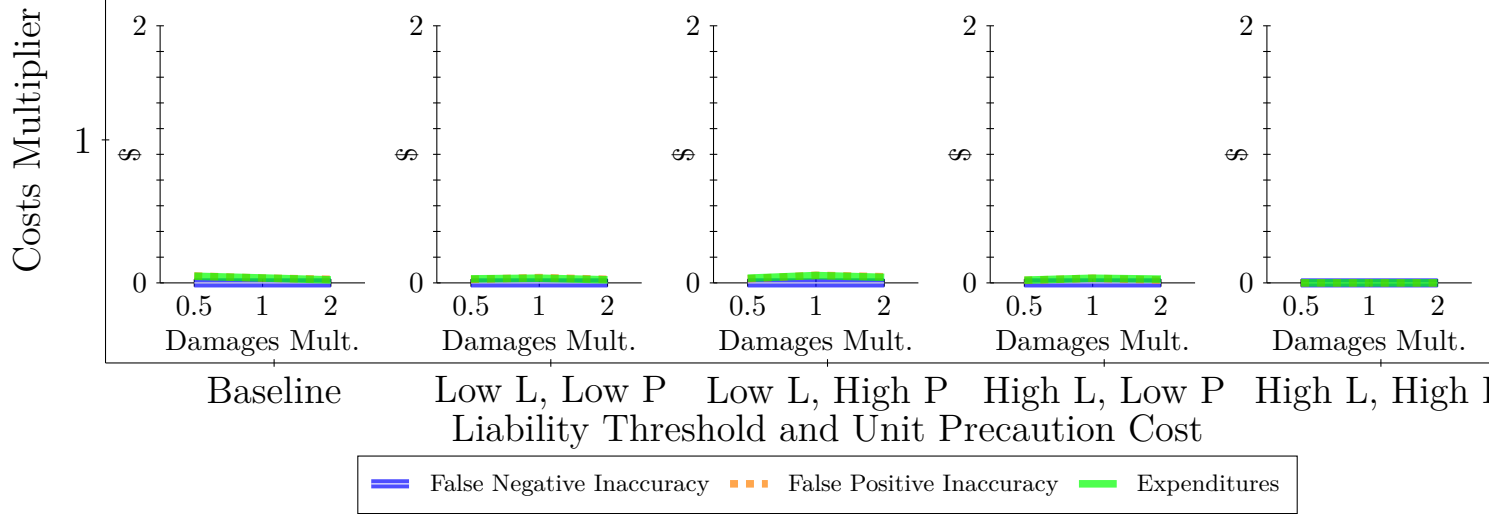 Costs Multiplier
1
2
0
$
0.5 1 2
Damages Mult.
2
0
$
0.5 1 2
Damages Mult.
2
0
$
0.5 1 2
Damages Mult.
2
0
$
0.5 1 2
Damages Mult.
2
0
$
0.5 1 2
Damages Mult.
Baseline
Low L, Low P
Low L, High P
High L, Low P
High L, High
Liability Threshold and Unit Precaution Cost
False Negative Inaccuracy False Positive Inaccuracy Expenditures